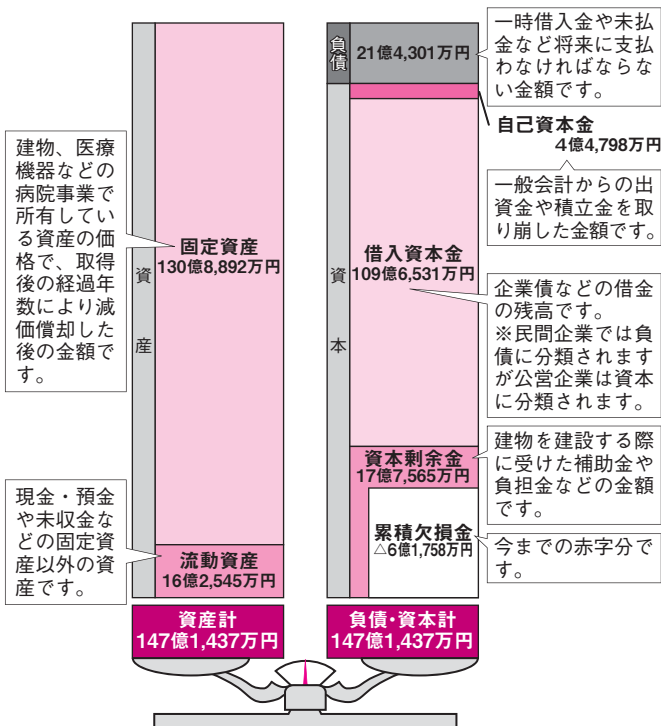 建物、医療
機器などの
病院事業で
所有してい
る資産の価
格で、取得
後の経過年
数により減
価償却した
後の金額で
す。
現金・預金
や未収金な
どの固定資
産以外の資
産です。
資産
固定資産
130億8,892万円
流動資産
16億2,545万円
資産計
147億1,437万円
負債
21億4,301万円
一時借入金や未払
金など将来に支払
わなければならな
い金額です。
資本
自己資本金
4億4,798万円
一般会計からの出
資金や積立金を取
り崩した金額です。
借入資本金
109億6,531万円
企業債などの借金
の残高です。
※民間企業では負
債に分類されます
が公営企業は資本
に分類されます。
資本剰余金
17億7,565万円
建物を建設する際
に受けた補助金や
負担金などの金額
です。
累積欠損金
△6億1,758万円
今までの赤字分で
す。
負債・資本計
147億1,437万円